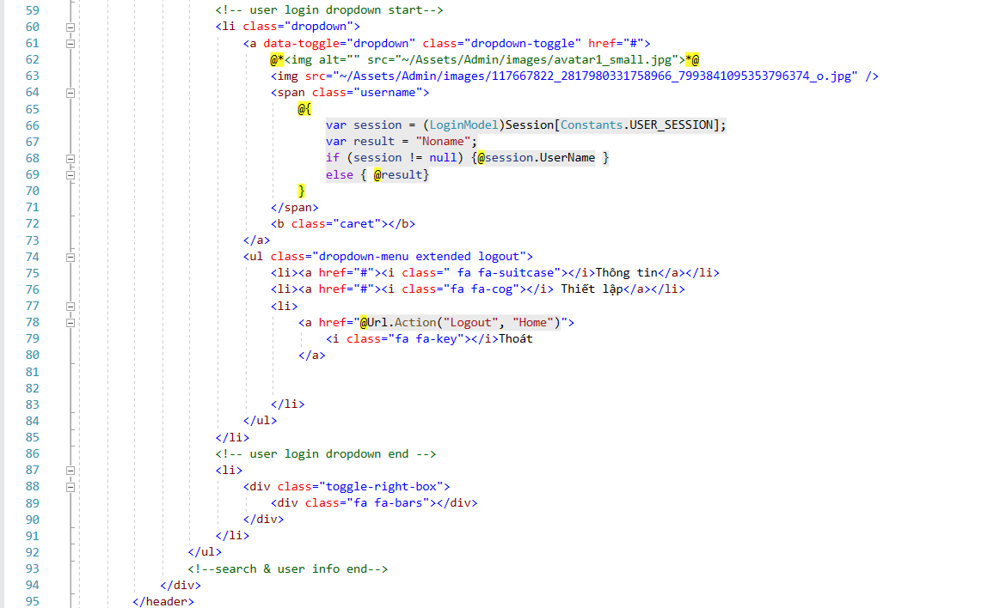 59 <!-- user login dropdown start-->
60 <li class="dropdown">
61 <a data-toggle="dropdown" class="dropdown-toggle" href="#">
62 @*<img alt="" src="~/Assets/Admin/images/avatar1_small.jpg">*@
63 <img src="~/Assets/Admin/images/117667822_2817980331758966_7993841095353796374_o.jpg" />
64 <span class="username">
65 @{
66 var session = (LoginModel)Session[Constants.USER_SESSION];
67 var result = "Noname";
68 if (session != null) {@session.UserName }
69 else { @result}
70 }
71 </span>
72 <b class="caret"></b>
73 </a>
74 <ul class="dropdown-menu extended logout">
75 <li><a href="#"><i class=" fa fa-suitcase"></i>Thông tin</a></li>
76 <li><a href="#"><i class="fa fa-cog"></i> Thiết lập</a></li>
77 <li>
78 <a href="@Url.Action("Logout", "Home")">
79 <i class="fa fa-key"></i>Thoát
80 </a>
81
82
83 </li>
84 </ul>
85 </li>
86 <!-- user login dropdown end -->
87 <li>
88 <div class="toggle-right-box">
89 <div class="fa fa-bars"></div>
90 </div>
91 </li>
92 </ul>
93 <!--search & user info end-->
94 </div>
95 </header>